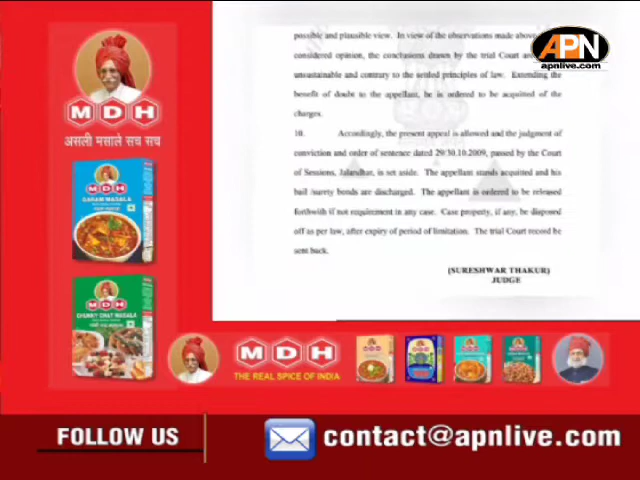 possible and plausible view. In view of the observations made above
considered opinion, the conclusions drawn by the trial Court are
unsustainable and contrary to the settled principles of law. Extending the
benefit of doubt to the appellant, he is ordered to be acquitted of the
charges.
10. Accordingly, the present appeal is allowed and the judgment of
conviction and order of sentence dated 29/30.10.2009, passed by the Court
of Sessions, Jalandhar, is set aside. The appellant stands acquitted and his
bail /surety bonds are discharged. The appellant is ordered to be released
forthwith if not requirement in any case. Case property, if any, be disposed
off as per law, after expiry of period of limitation. The trial Court record be
sent back.
(SURESHWAR THAKUR)
JUDGE
APN
apnlive.com
MDH
असली मसाले सच सच
MDH
GARAM MASALA
MDH
CHUNKY CHAT MASALA
MDH
THE REAL SPICE OF INDIA
FOLLOW US
contact@apnlive.com